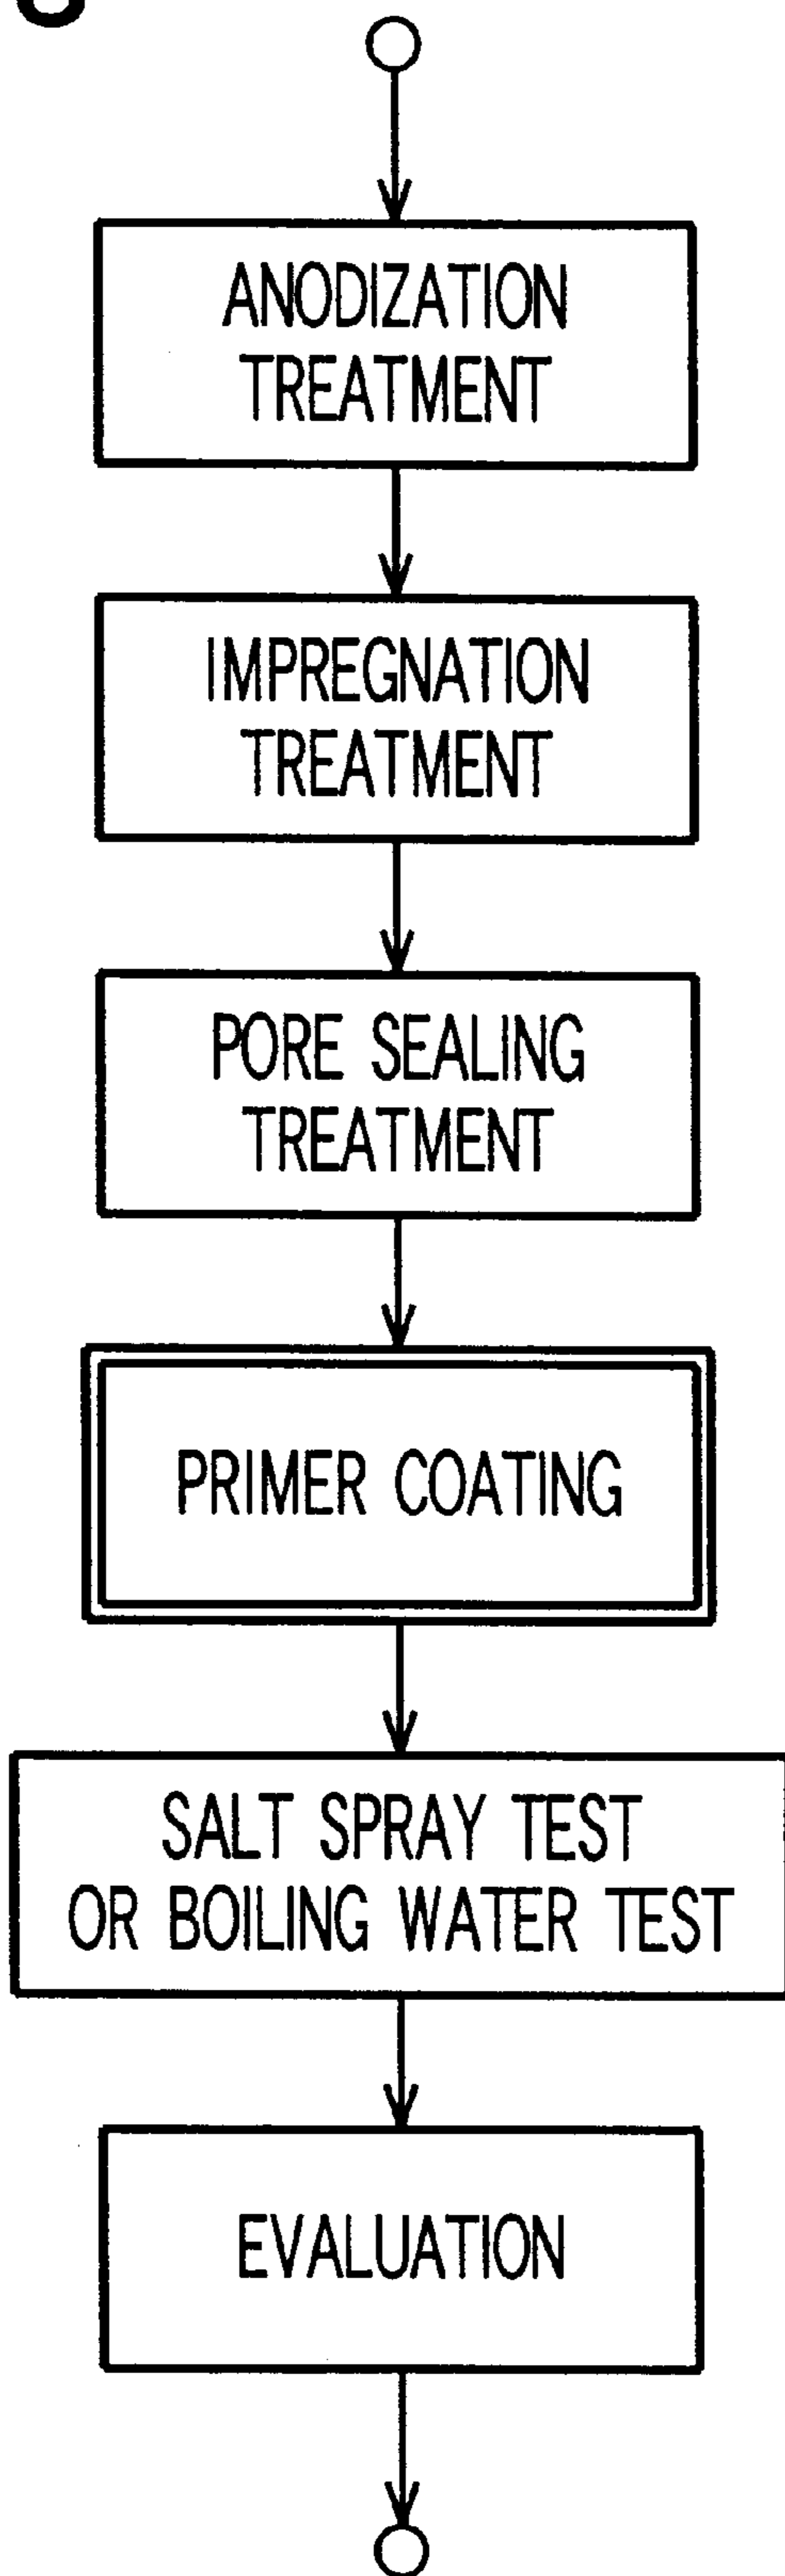 ANODIZATION
TREATMENT
IMPREGNATION
TREATMENT
PORE SEALING
TREATMENT
PRIMER COATING
SALT SPRAY TEST
OR BOILING WATER TEST
EVALUATION